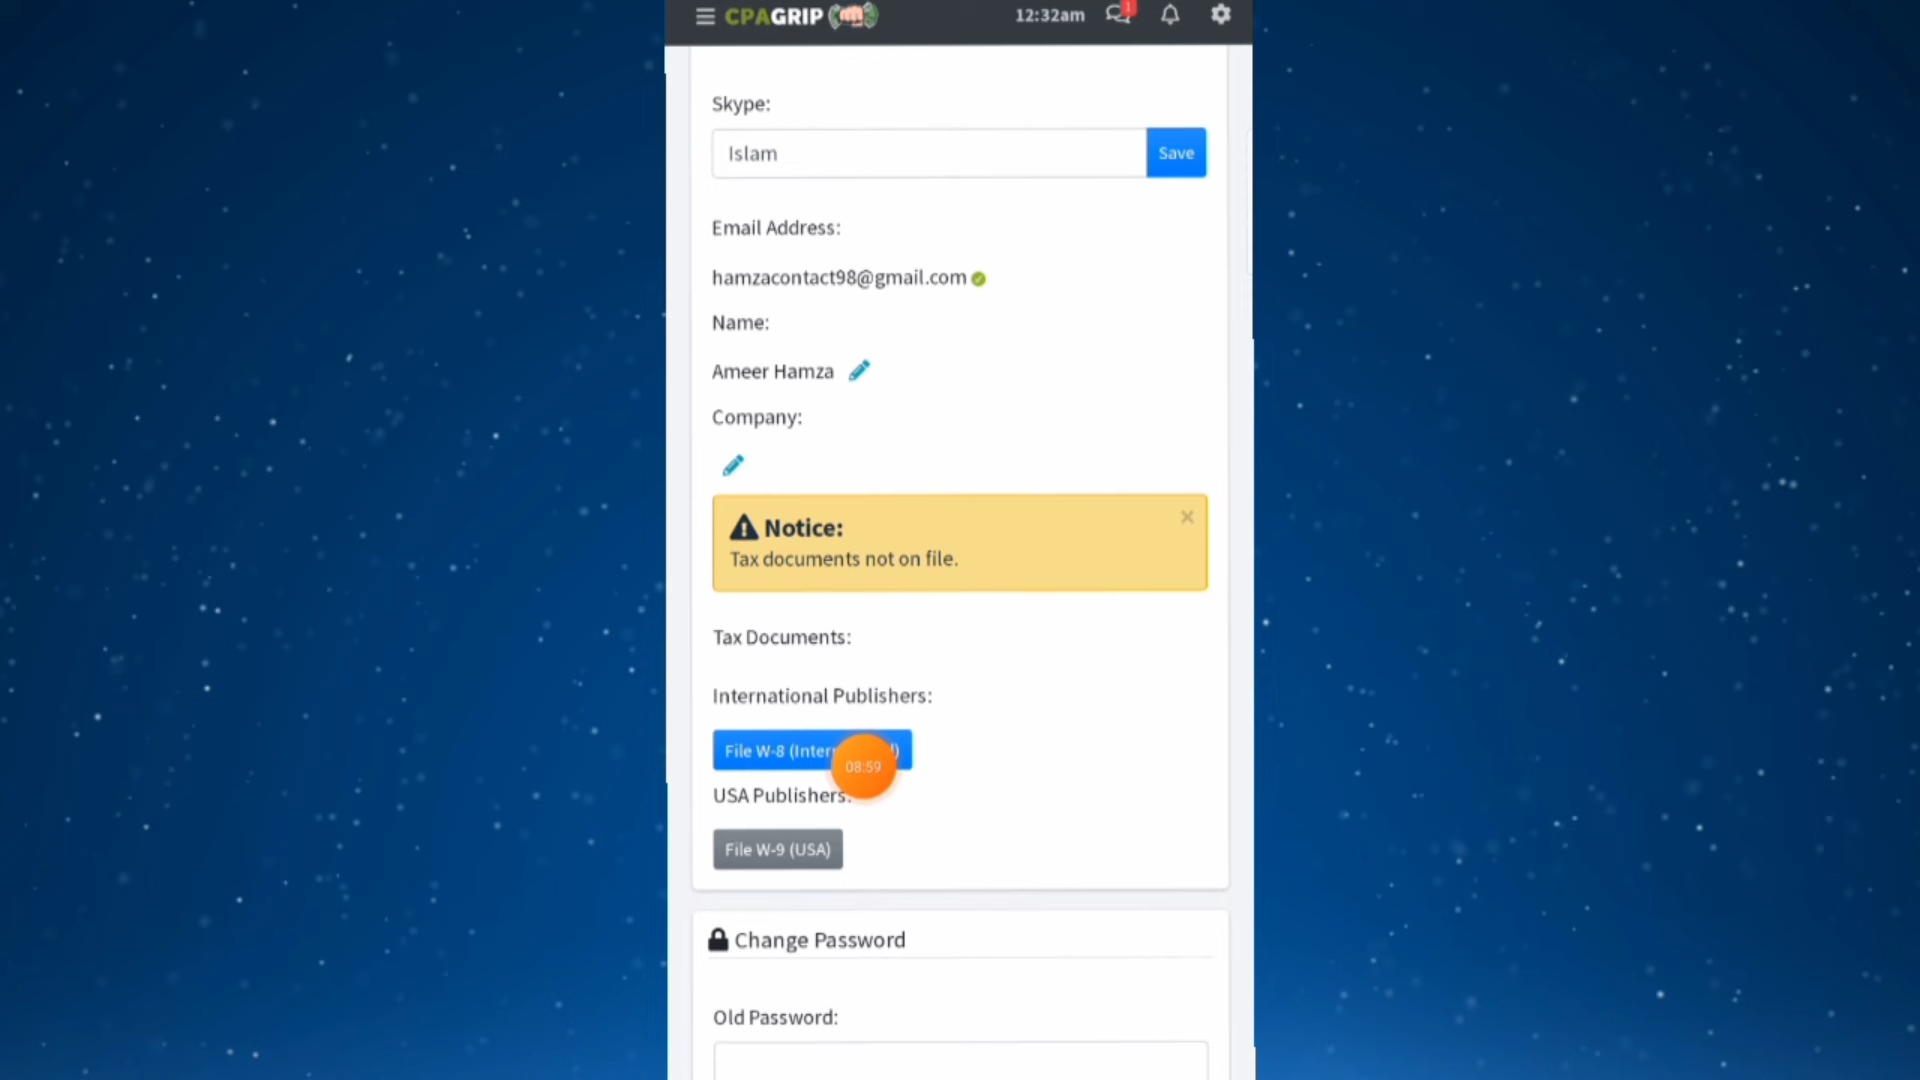 CPAGRIP
12:32am
1
Skype:
Islam
Save
Email Address:
hamzacontact98@gmail.com
Name:
Ameer Hamza
Company:
Notice:
×
Tax documents not on file.
Tax Documents:
International Publishers:
File W-8 (Inter
)
08:59
USA Publishers:
File W-9 (USA)
Change Password
Old Password: